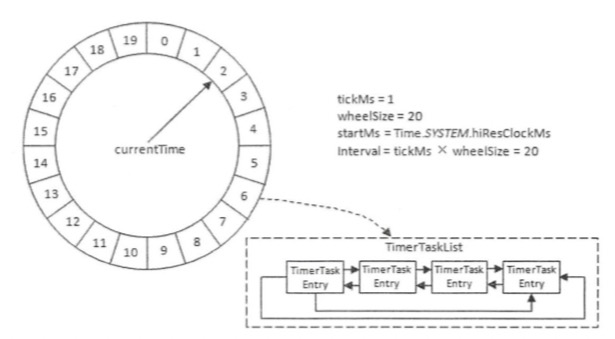 0
1
2
3
4
5
6
7
8
9
10
11
12
13
14
15
16
17
18
19
currentTime
tickMs = 1
wheelSize = 20
startMs = Time.SYSTEM.hiResClockMs
Interval = tickMs × wheelSize = 20
TimerTaskList
TimerTask
Entry
TimerTask
Entry
TimerTask
Entry
TimerTask
Entry